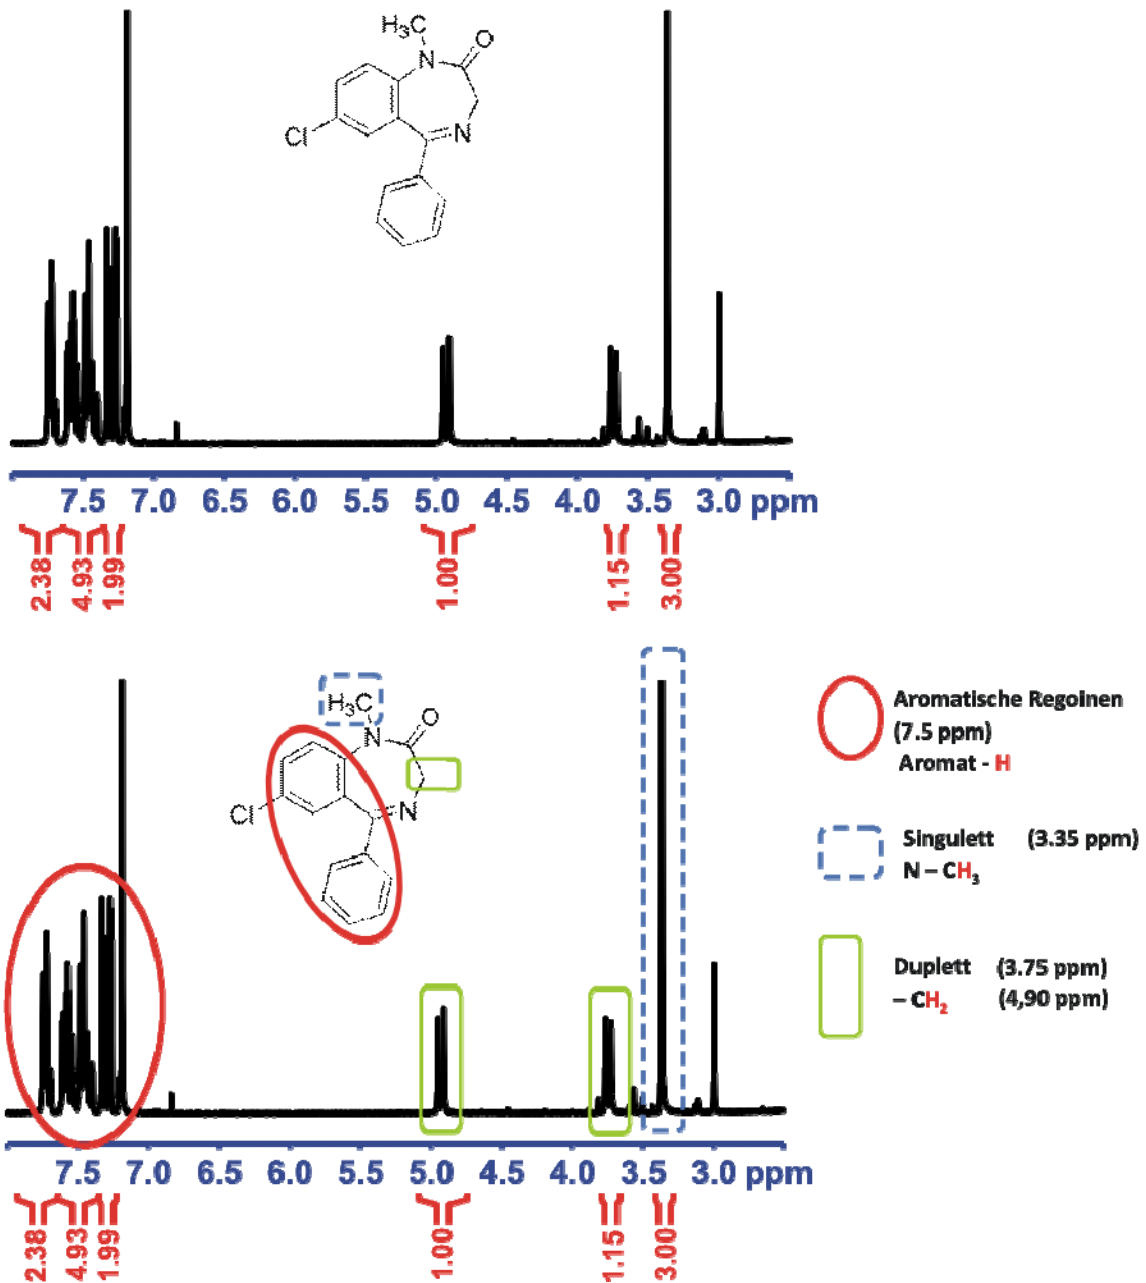 H₃C
O
N
N
Cl
7.5 7.0 6.5 6.0 5.5 5.0 4.5 4.0 3.5 3.0 ppm
2.38 4.93 1.99 1.00 1.15 3.00
H₃C
O
N
N
Cl
Aromatische Regoinen
(7.5 ppm)
Aromat - H
Singulett (3.35 ppm)
N – CH₃
Duplett (3.75 ppm)
– CH₂ (4,90 ppm)
7.5 7.0 6.5 6.0 5.5 5.0 4.5 4.0 3.5 3.0 ppm
2.38 4.93 1.99 1.00 1.15 3.00